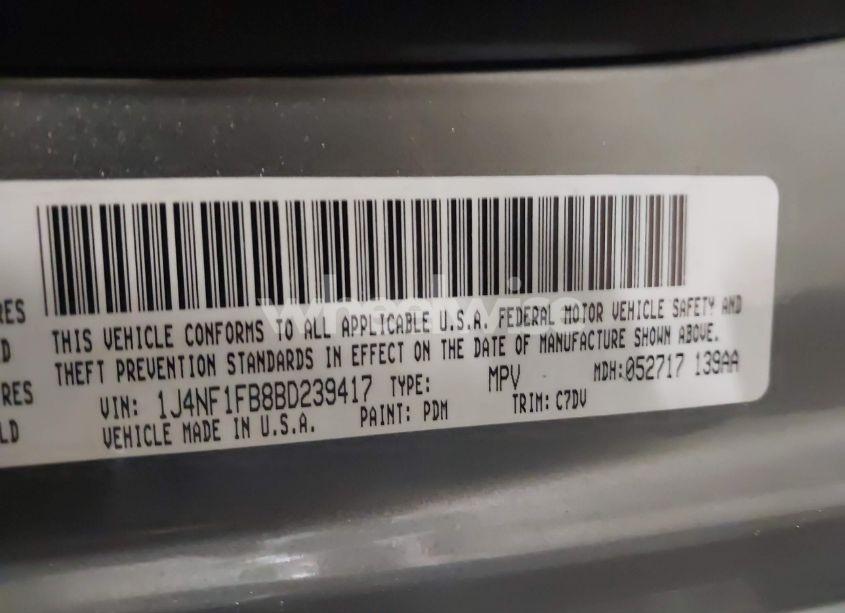 RES
D
RES
LD
wheelwise
THIS VEHICLE CONFORMS TO ALL APPLICABLE U.S.A. FEDERAL MOTOR VEHICLE SAFETY AND
THEFT PREVENTION STANDARDS IN EFFECT ON THE DATE OF MANUFACTURE SHOWN ABOVE.
VIN: 1J4NF1FB8BD239417 TYPE: MPV MDH:052717 139AA
VEHICLE MADE IN U.S.A. PAINT: PDM TRIM: C7DV